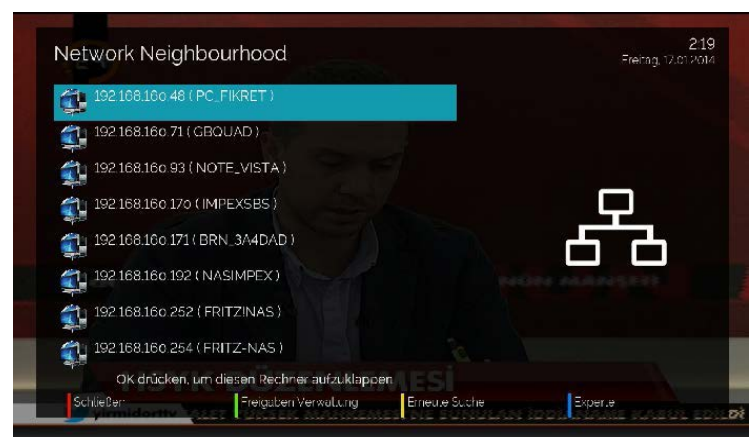 Network Neighbourhood
2:19
Freitag, 17.01.2014
192.168.160.48 ( PC_FIKRET )
192.168.160.71 ( GBQUAD )
192.168.160.93 ( NOTE_VISTA )
192.168.160.170 ( IMPEXSBS )
192.168.160.171 ( BRN_3A4DAD )
192.168.160.192 ( NASIMPEX )
192.168.160.252 ( FRITZINAS )
192.168.160.254 ( FRITZ-NAS )
OK drücken, um diesen Rechner aufzuklappen
Schließen
Freigaben Verwaltung
Erneute Suche
Experte